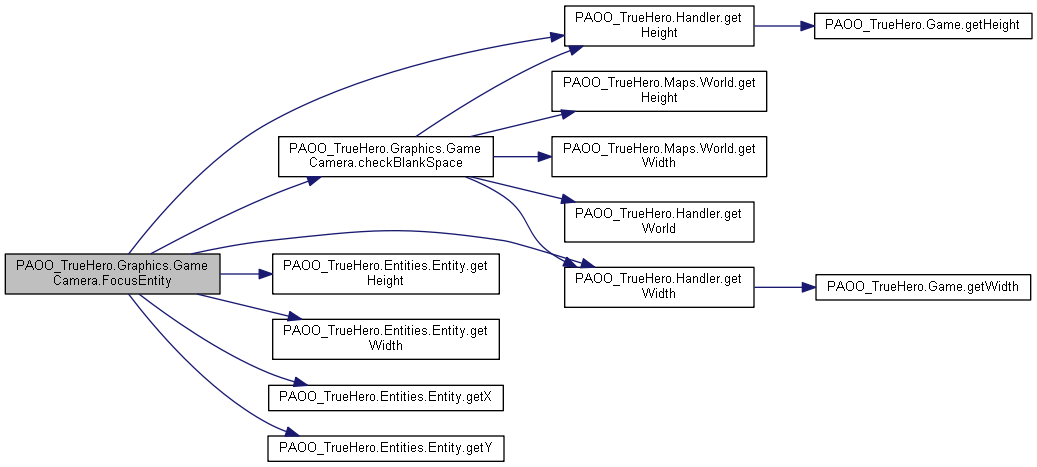 PAOO_TrueHero.Handler.get
Height
PAOO_TrueHero.Game.getHeight
PAOO_TrueHero.Maps.World.get
Height
PAOO_TrueHero.Graphics.Game
Camera.checkBlankSpace
PAOO_TrueHero.Maps.World.get
Width
PAOO_TrueHero.Handler.get
World
PAOO_TrueHero.Graphics.Game
Camera.FocusEntity
PAOO_TrueHero.Entities.Entity.get
Height
PAOO_TrueHero.Handler.get
Width
PAOO_TrueHero.Game.getWidth
PAOO_TrueHero.Entities.Entity.get
Width
PAOO_TrueHero.Entities.Entity.getX
PAOO_TrueHero.Entities.Entity.getY